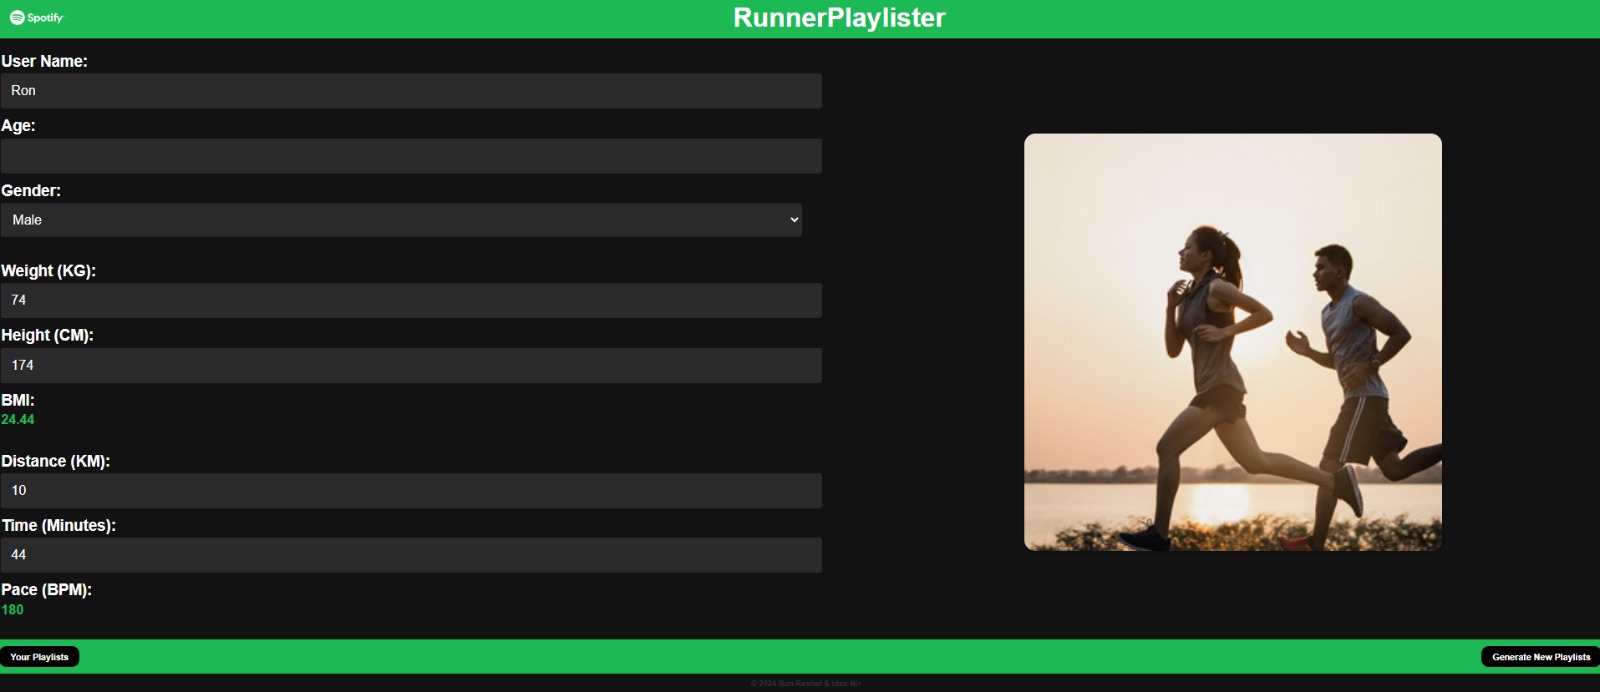 Spotify
RunnerPlaylister
User Name:
Ron
Age:
Gender:
Male
Weight (KG):
74
Height (CM):
174
BMI:
24.44
Distance (KM):
10
Time (Minutes):
44
Pace (BPM):
180
Your Playlists
Generate New Playlists
© 2024 Ron Reshef & Idan Nir